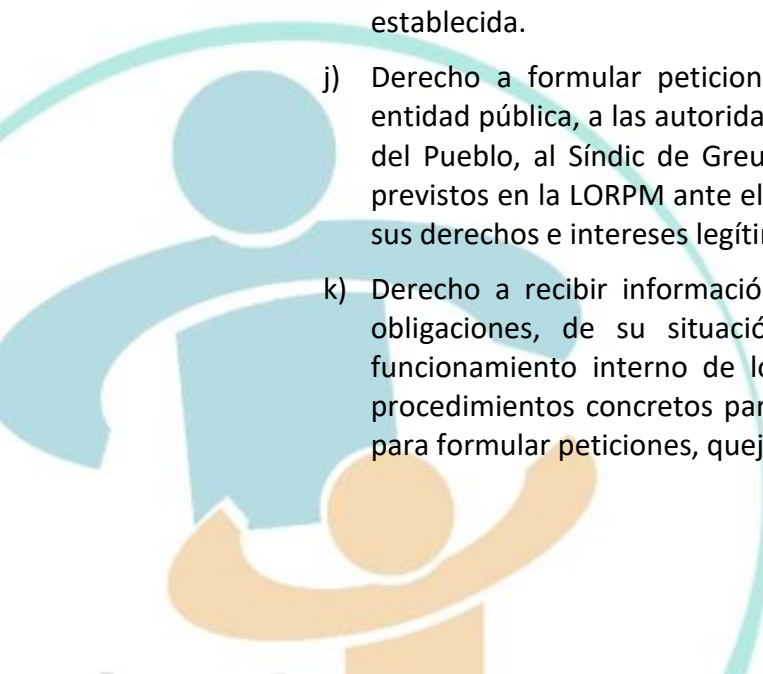 establecida.
j) Derecho a formular peticion
entidad pública, a las autorida
del Pueblo, al Síndic de Greu
previstos en la LORPM ante el
sus derechos e intereses legíti
k) Derecho a recibir informació
obligaciones, de su situació
funcionamiento interno de l
procedimientos concretos par
para formular peticiones, quej